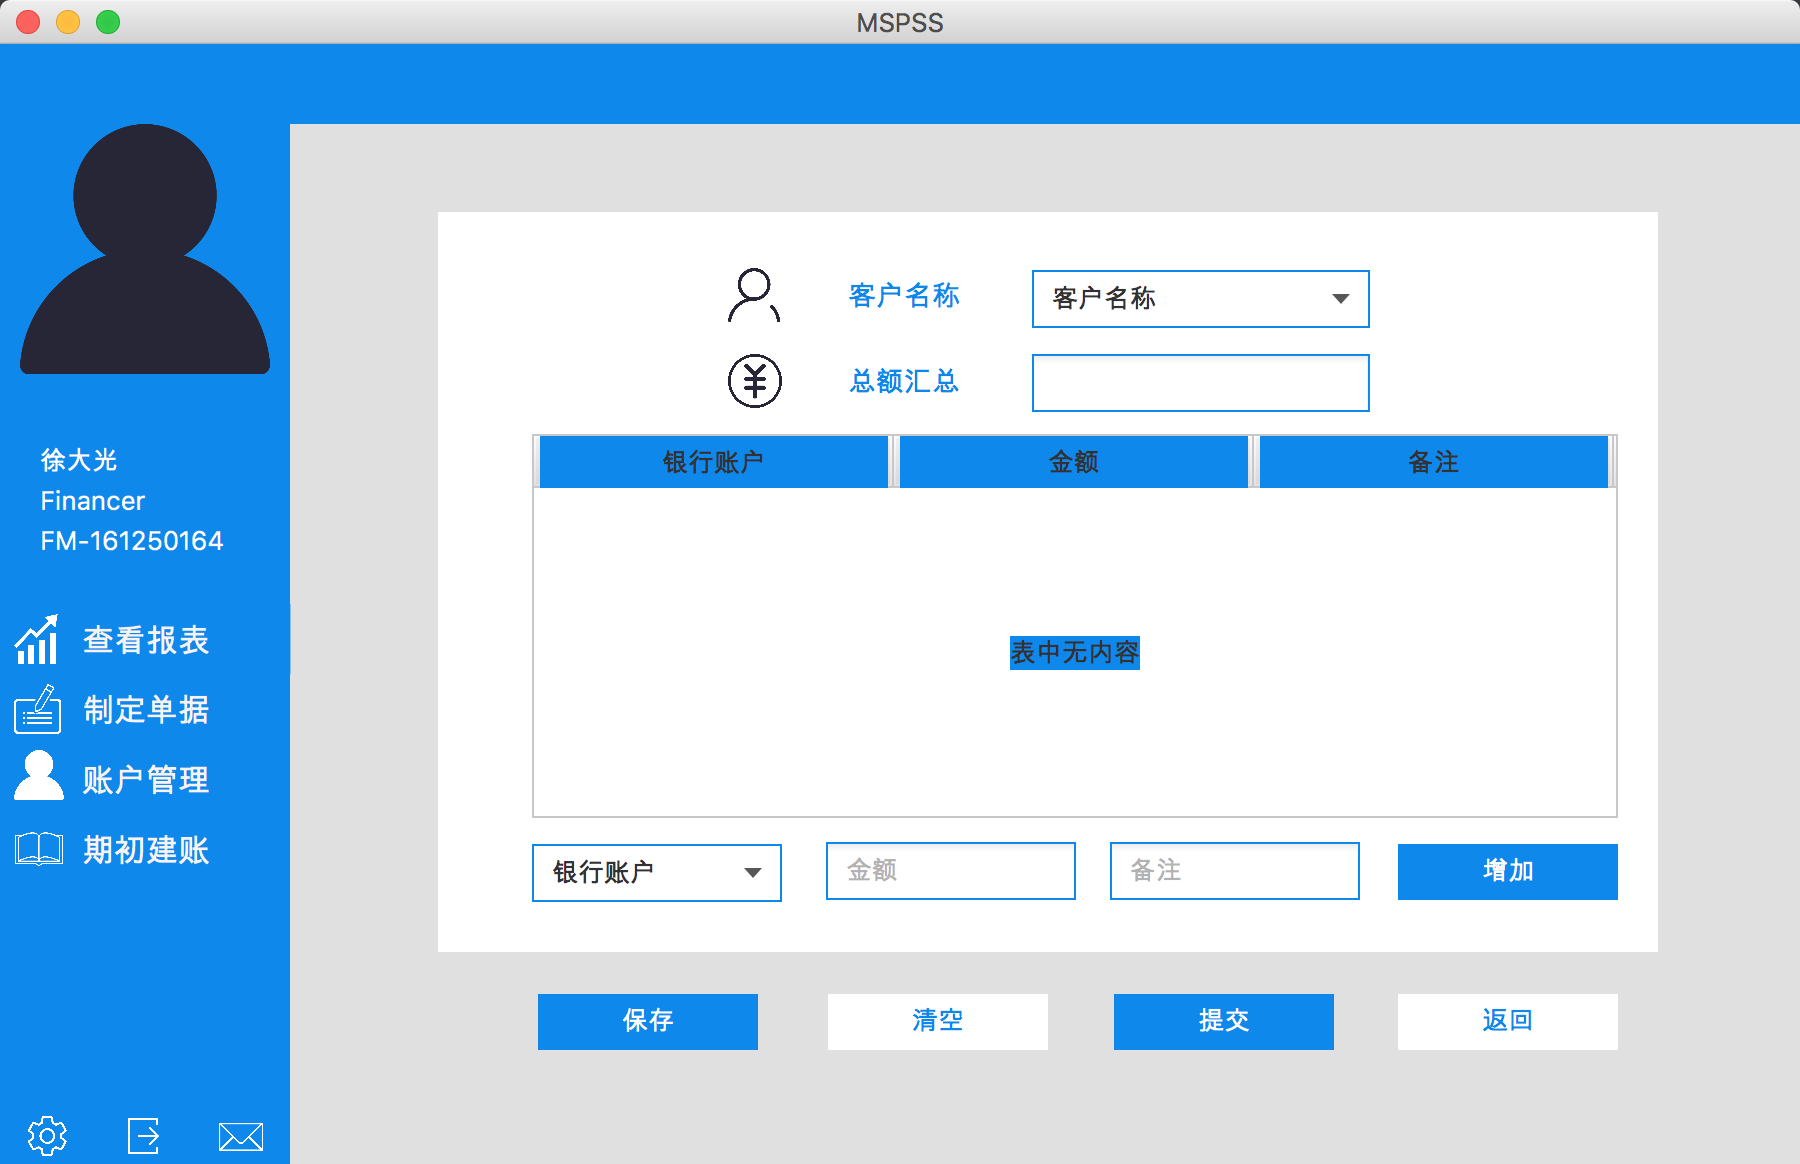 MSPSS
徐大光
Financer
FM-161250164
查看报表
制定单据
账户管理
期初建账
客户名称 客户名称
总额汇总
银行账户 金额 备注
表中无内容
银行账户 金额 备注 增加
保存 清空 提交 返回